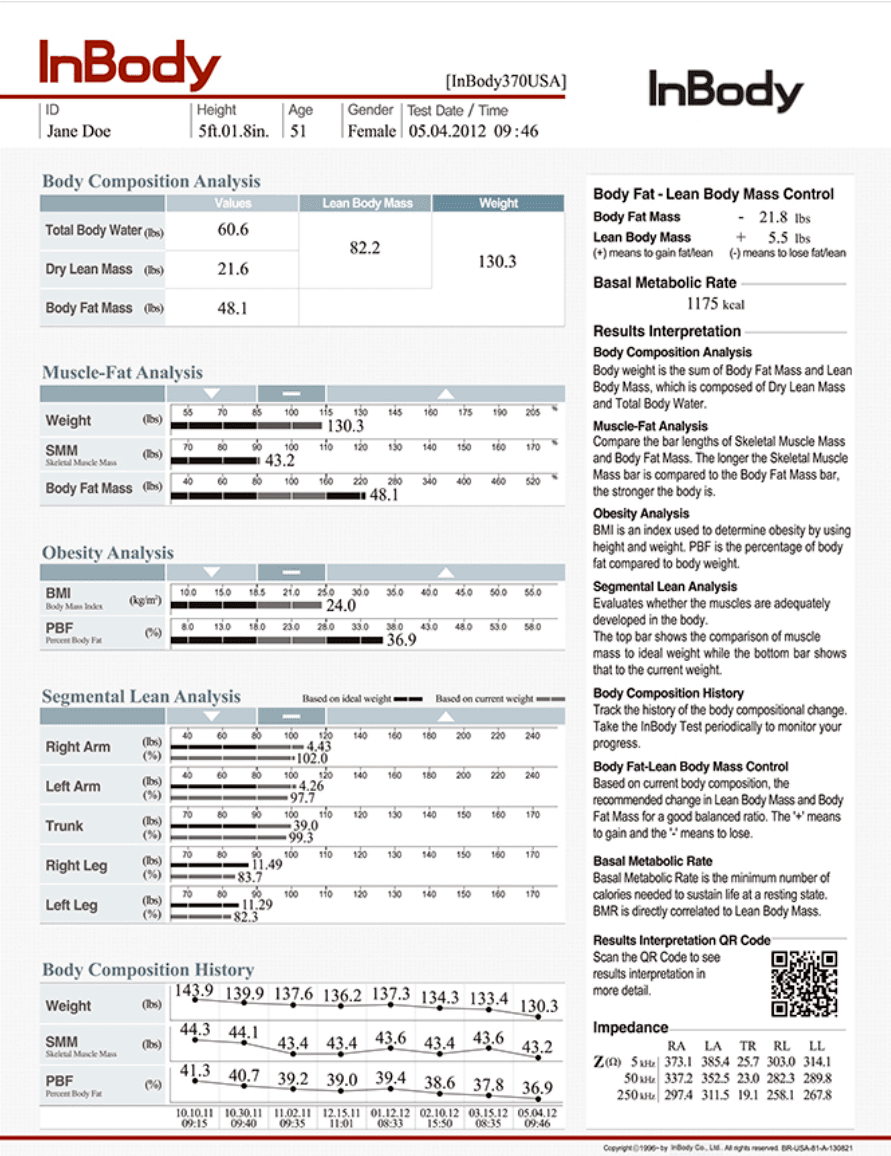 InBody
[InBody370USA]
InBody
ID Height Age Gender Test Date / Time
Jane Doe 5ft.01.8in. 51 Female 05.04.2012 09:46
Body Composition Analysis
Values Lean Body Mass Weight
Total Body Water (lbs) 60.6
82.2
130.3
Dry Lean Mass (lbs) 21.6
Body Fat Mass (lbs) 48.1
Muscle-Fat Analysis
Weight (lbs) 55 70 85 100 115 130 145 160 175 190 205 %
130.3
SMM (lbs) 70 80 90 100 110 120 130 140 150 160 170 %
Skeletal Muscle Mass 43.2
Body Fat Mass (lbs) 40 60 80 100 160 220 280 340 400 460 520 %
48.1
Obesity Analysis
BMI (kg/m²) 10.0 15.0 18.5 21.0 25.0 30.0 35.0 40.0 45.0 50.0 55.0
Body Mass Index 24.0
PBF (%) 8.0 13.0 18.0 23.0 28.0 33.0 38.0 43.0 48.0 53.0 58.0
Percent Body Fat 36.9
Segmental Lean Analysis Based on ideal weight Based on current weight
Right Arm (lbs) 40 60 80 100 120 140 160 180 200 220 240
4.43
(%) 102.0
Left Arm (lbs) 40 60 80 100 120 140 160 180 200 220 240
4.26
(%) 97.7
Trunk (lbs) 70 80 90 100 110 120 130 140 150 160 170
39.0
(%) 99.3
Right Leg (lbs) 70 80 90 100 110 120 130 140 150 160 170
11.49
(%) 83.7
Left Leg (lbs) 70 80 90 100 110 120 130 140 150 160 170
11.29
(%) 82.3
Body Composition History
Weight (lbs) 143.9 139.9 137.6 136.2 137.3 134.3 133.4 130.3
SMM (lbs) 44.3 44.1 43.4 43.4 43.6 43.4 43.6 43.2
Skeletal Muscle Mass
PBF (%) 41.3 40.7 39.2 39.0 39.4 38.6 37.8 36.9
Percent Body Fat
10.10.11 10.30.11 11.02.11 12.15.11 01.12.12 02.10.12 03.15.12 05.04.12
09:15 09:40 09:35 11:01 08:33 15:50 08:35 09:46
Body Fat - Lean Body Mass Control
Body Fat Mass - 21.8 lbs
Lean Body Mass + 5.5 lbs
(+) means to gain fat/lean (-) means to lose fat/lean
Basal Metabolic Rate
1175 kcal
Results Interpretation
Body Composition Analysis
Body weight is the sum of Body Fat Mass and Lean
Body Mass, which is composed of Dry Lean Mass
and Total Body Water.
Muscle-Fat Analysis
Compare the bar lengths of Skeletal Muscle Mass
and Body Fat Mass. The longer the Skeletal Muscle
Mass bar is compared to the Body Fat Mass bar,
the stronger the body is.
Obesity Analysis
BMI is an index used to determine obesity by using
height and weight. PBF is the percentage of body
fat compared to body weight.
Segmental Lean Analysis
Evaluates whether the muscles are adequately
developed in the body.
The top bar shows the comparison of muscle
mass to ideal weight while the bottom bar shows
that to the current weight.
Body Composition History
Track the history of the body compositional change.
Take the InBody Test periodically to monitor your
progress.
Body Fat-Lean Body Mass Control
Based on current body composition, the
recommended change in Lean Body Mass and Body
Fat Mass for a good balanced ratio. The '+' means
to gain and the '-' means to lose.
Basal Metabolic Rate
Basal Metabolic Rate is the minimum number of
calories needed to sustain life at a resting state.
BMR is directly correlated to Lean Body Mass.
Results Interpretation QR Code
Scan the QR Code to see
results interpretation in
more detail.
Impedance
RA LA TR RL LL
Z(Ω) 5 kHz 373.1 385.4 25.7 303.0 314.1
50 kHz 337.2 352.5 23.0 282.3 289.8
250 kHz 297.4 311.5 19.1 258.1 267.8
Copyright ©1996~ by InBody Co., Ltd. All rights reserved. BR-USA-81-A-130821